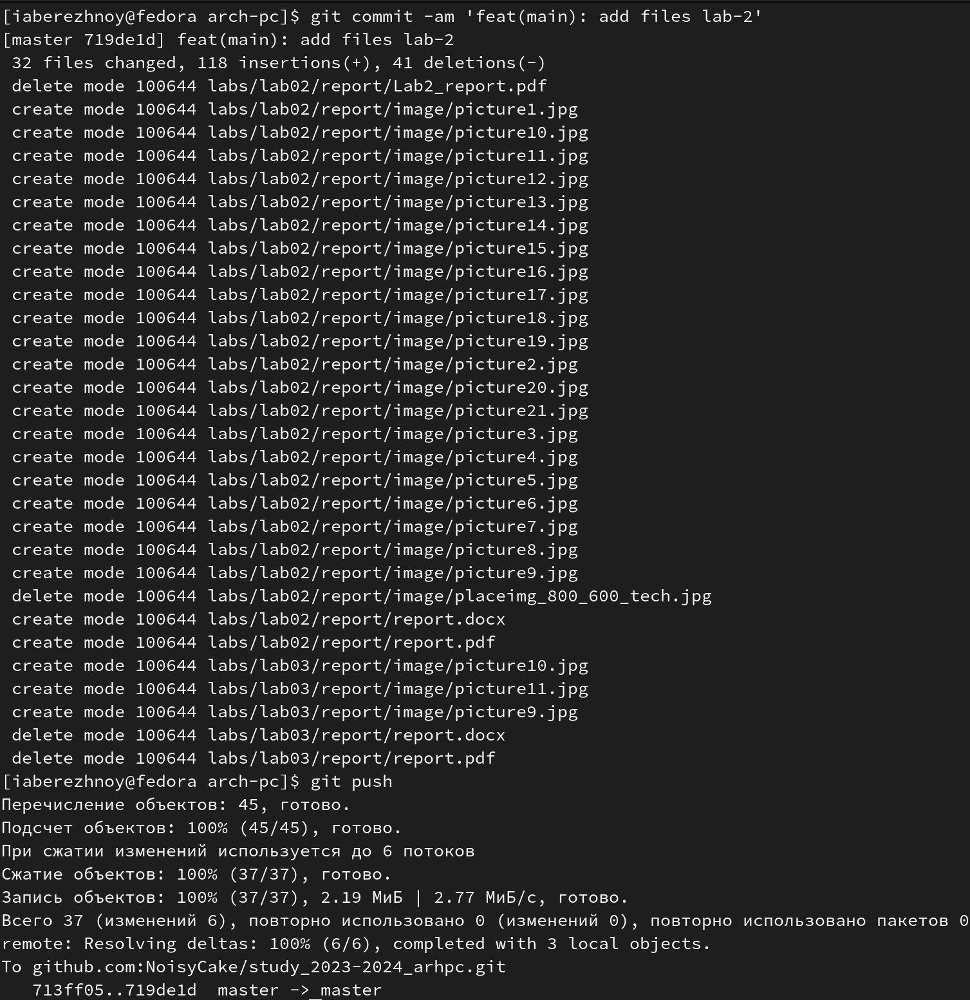 [iaberezhnoy@fedora arch-pc]$ git commit -am 'feat(main): add files lab-2'
[master 719de1d] feat(main): add files lab-2
 32 files changed, 118 insertions(+), 41 deletions(-)
 delete mode 100644 labs/lab02/report/Lab2_report.pdf
 create mode 100644 labs/lab02/report/image/picture1.jpg
 create mode 100644 labs/lab02/report/image/picture10.jpg
 create mode 100644 labs/lab02/report/image/picture11.jpg
 create mode 100644 labs/lab02/report/image/picture12.jpg
 create mode 100644 labs/lab02/report/image/picture13.jpg
 create mode 100644 labs/lab02/report/image/picture14.jpg
 create mode 100644 labs/lab02/report/image/picture15.jpg
 create mode 100644 labs/lab02/report/image/picture16.jpg
 create mode 100644 labs/lab02/report/image/picture17.jpg
 create mode 100644 labs/lab02/report/image/picture18.jpg
 create mode 100644 labs/lab02/report/image/picture19.jpg
 create mode 100644 labs/lab02/report/image/picture2.jpg
 create mode 100644 labs/lab02/report/image/picture20.jpg
 create mode 100644 labs/lab02/report/image/picture21.jpg
 create mode 100644 labs/lab02/report/image/picture3.jpg
 create mode 100644 labs/lab02/report/image/picture4.jpg
 create mode 100644 labs/lab02/report/image/picture5.jpg
 create mode 100644 labs/lab02/report/image/picture6.jpg
 create mode 100644 labs/lab02/report/image/picture7.jpg
 create mode 100644 labs/lab02/report/image/picture8.jpg
 create mode 100644 labs/lab02/report/image/picture9.jpg
 delete mode 100644 labs/lab02/report/image/placeimg_800_600_tech.jpg
 create mode 100644 labs/lab02/report/report.docx
 create mode 100644 labs/lab02/report/report.pdf
 create mode 100644 labs/lab03/report/image/picture10.jpg
 create mode 100644 labs/lab03/report/image/picture11.jpg
 create mode 100644 labs/lab03/report/image/picture9.jpg
 delete mode 100644 labs/lab03/report/report.docx
 delete mode 100644 labs/lab03/report/report.pdf
[iaberezhnoy@fedora arch-pc]$ git push
Перечисление объектов: 45, готово.
Подсчет объектов: 100% (45/45), готово.
При сжатии изменений используется до 6 потоков
Сжатие объектов: 100% (37/37), готово.
Запись объектов: 100% (37/37), 2.19 МиБ | 2.77 МиБ/с, готово.
Всего 37 (изменений 6), повторно использовано 0 (изменений 0), повторно использовано пакетов 0
remote: Resolving deltas: 100% (6/6), completed with 3 local objects.
To github.com:NoisyCake/study_2023-2024_arhpc.git
   713ff05..719de1d  master -> master